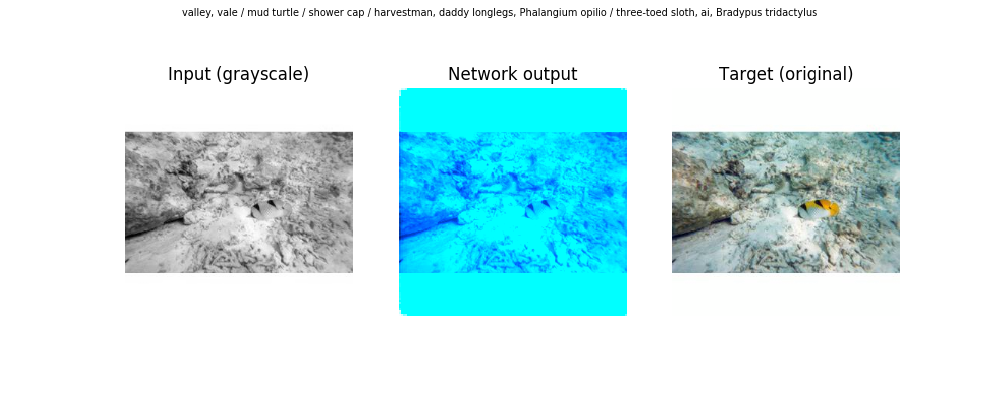 valley, vale / mud turtle / shower cap / harvestman, daddy longlegs, Phalangium opilio / three-toed sloth, ai, Bradypus tridactylus
Input (grayscale)
Network output
Target (original)